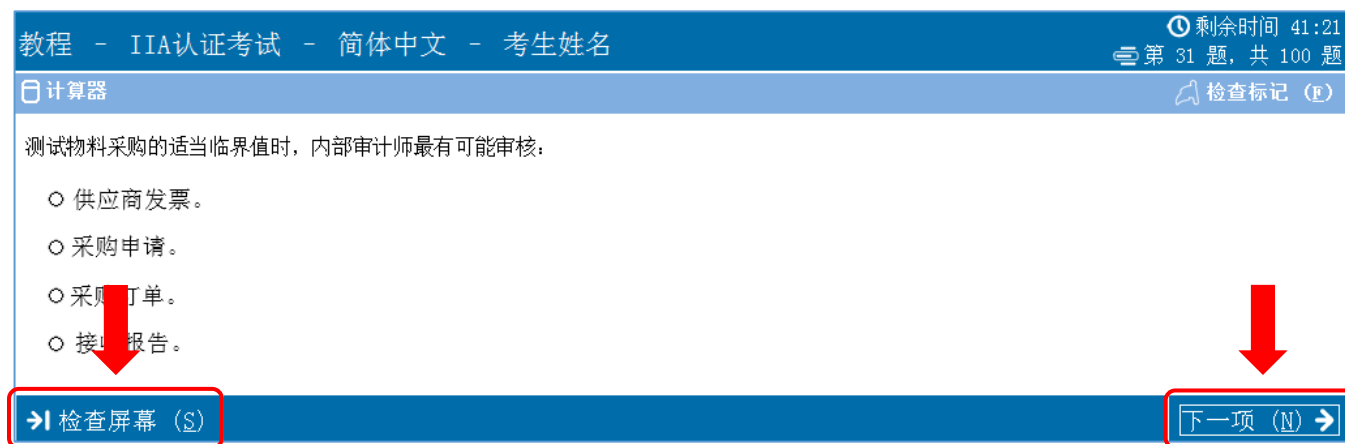 教程 - IIA认证考试 - 简体中文 - 考生姓名
剩余时间 41:21
第 31 题，共 100 题
计算器
检查标记 (F)
测试物料采购的适当临界值时，内部审计师最有可能审核：
供应商发票。
采购申请。
采购订单。
接收报告。
检查屏幕 (S)
下一项 (N)